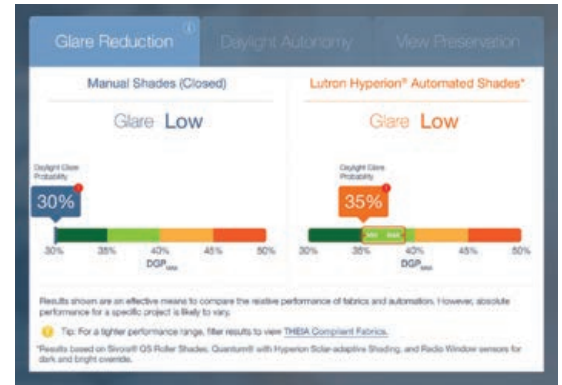 Glare Reduction
Daylight Autonomy
View Preservation
Manual Shades (Closed)
Lutron Hyperion® Automated Shades*
Glare Low
Glare Low
Daylight Glare
Probability
30%
Daylight Glare
Probability
35%
MIN MAX
30% 35% 40% 45% 50%
30% 35% 40% 45% 50%
DGPMAX
DGPMAX
Results shown are an effective means to compare the relative performance of fabrics and automation. However, absolute
performance for a specific project is likely to vary.
Tip: For a tighter performance range, filter results to view THEIA Compliant Fabrics.
*Results based on Sivoia® QS Roller Shades, Quantum® with Hyperion Solar-adaptive Shading, and Radio Window sensors for
dark and bright override.